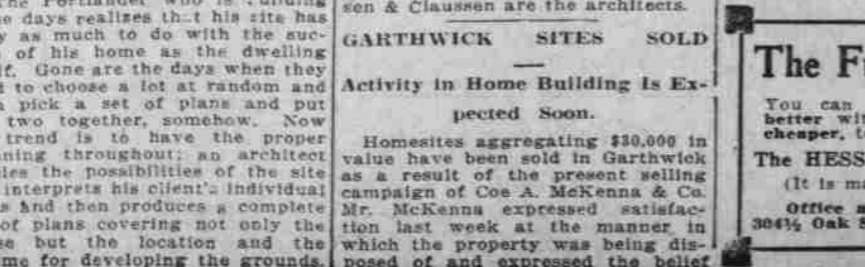 The Portlander who is building
se days realizes that his site has
y as much to do with the suc-
of his home as the dwelling
lf. Gone are the days when they
d to choose a lot at random and
pick a set of plans and put
two together, somehow. Now
trend is to have the proper
ning throughout; an architect
les the possibilities of the site
interprets his client's individual
s and then produces a complete
of plans covering not only the
se but the location and the
me for developing the grounds.
sen & Claussen are the architects.
GARTHWICK SITES SOLD
Activity in Home Building Is Ex-
pected Soon.
Homesites aggregating $30,000 in
value have been sold in Garthwick
as a result of the present selling
campaign of Coe A. McKenna & Co.
Mr. McKenna expressed satisfac-
tion last week at the manner in
which the property was being dis-
posed of and expressed the belief
The F
You can
better wit
cheaper,
The HESS
(It is m
Office a
304½ Oak S